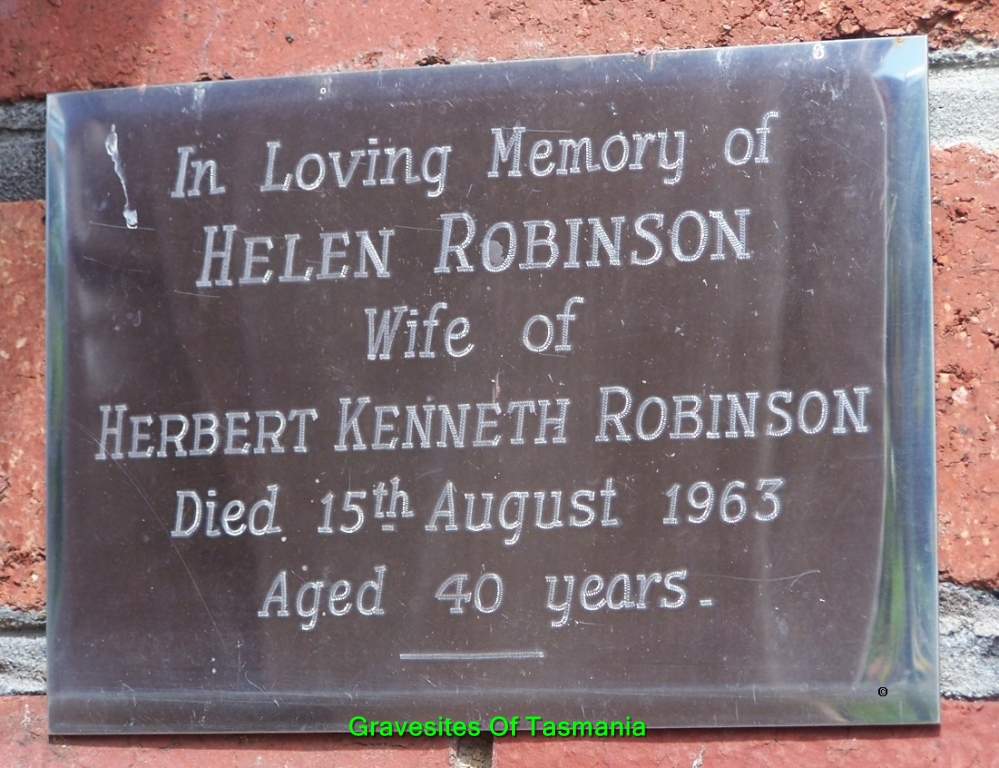 In Loving Memory of
HELEN ROBINSON
Wife of
HERBERT KENNETH ROBINSON
Died 15th August 1963
Aged 40 years.
©
Gravesites Of Tasmania